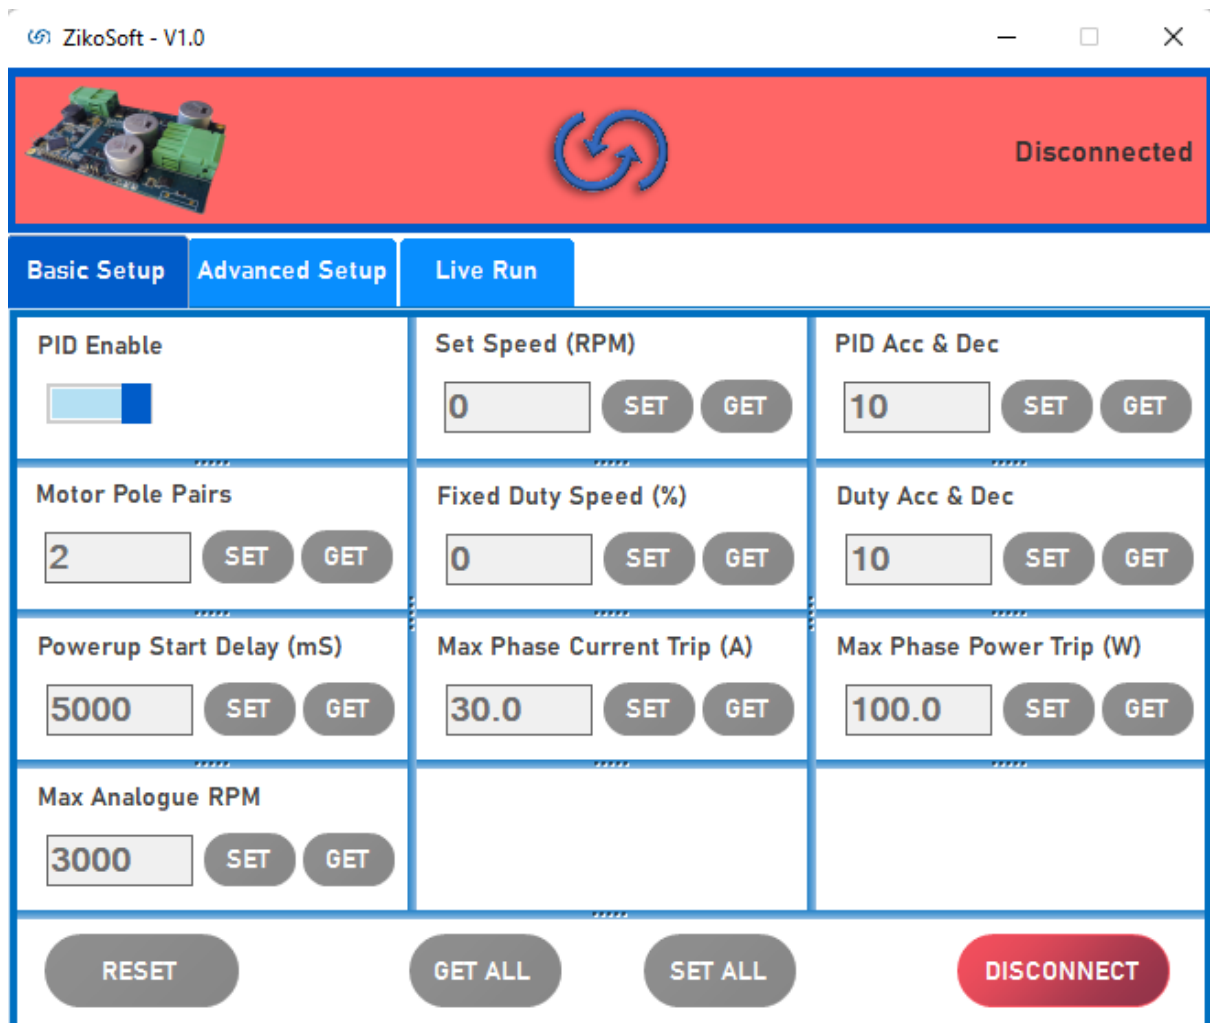 ZikoSoft - V1.0
Disconnected
Basic Setup Advanced Setup Live Run
PID Enable
Set Speed (RPM)
0 SET GET
PID Acc & Dec
10 SET GET
Motor Pole Pairs
2 SET GET
Fixed Duty Speed (%)
0 SET GET
Duty Acc & Dec
10 SET GET
Powerup Start Delay (mS)
5000 SET GET
Max Phase Current Trip (A)
30.0 SET GET
Max Phase Power Trip (W)
100.0 SET GET
Max Analogue RPM
3000 SET GET
RESET GET ALL SET ALL DISCONNECT